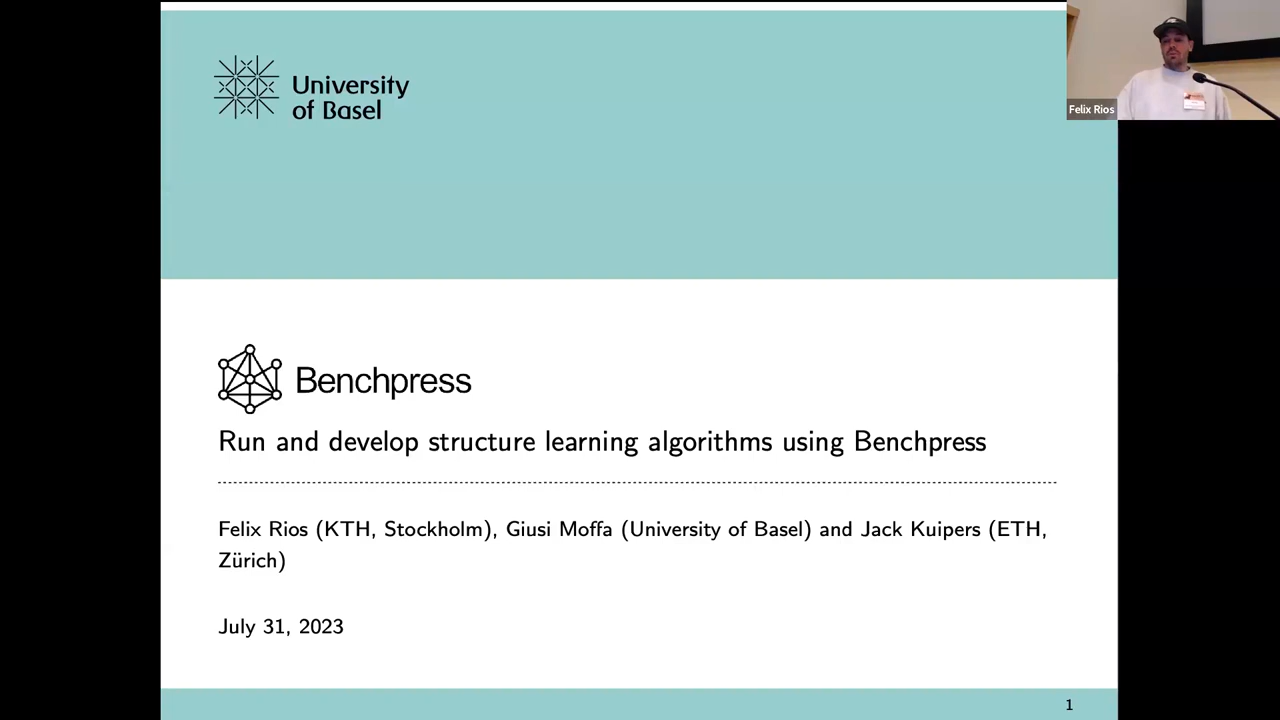 University
of Basel
Felix Rios
Benchpress
Run and develop structure learning algorithms using Benchpress
Felix Rios (KTH, Stockholm), Giusi Moffa (University of Basel) and Jack Kuipers (ETH,
Zürich)
July 31, 2023
1